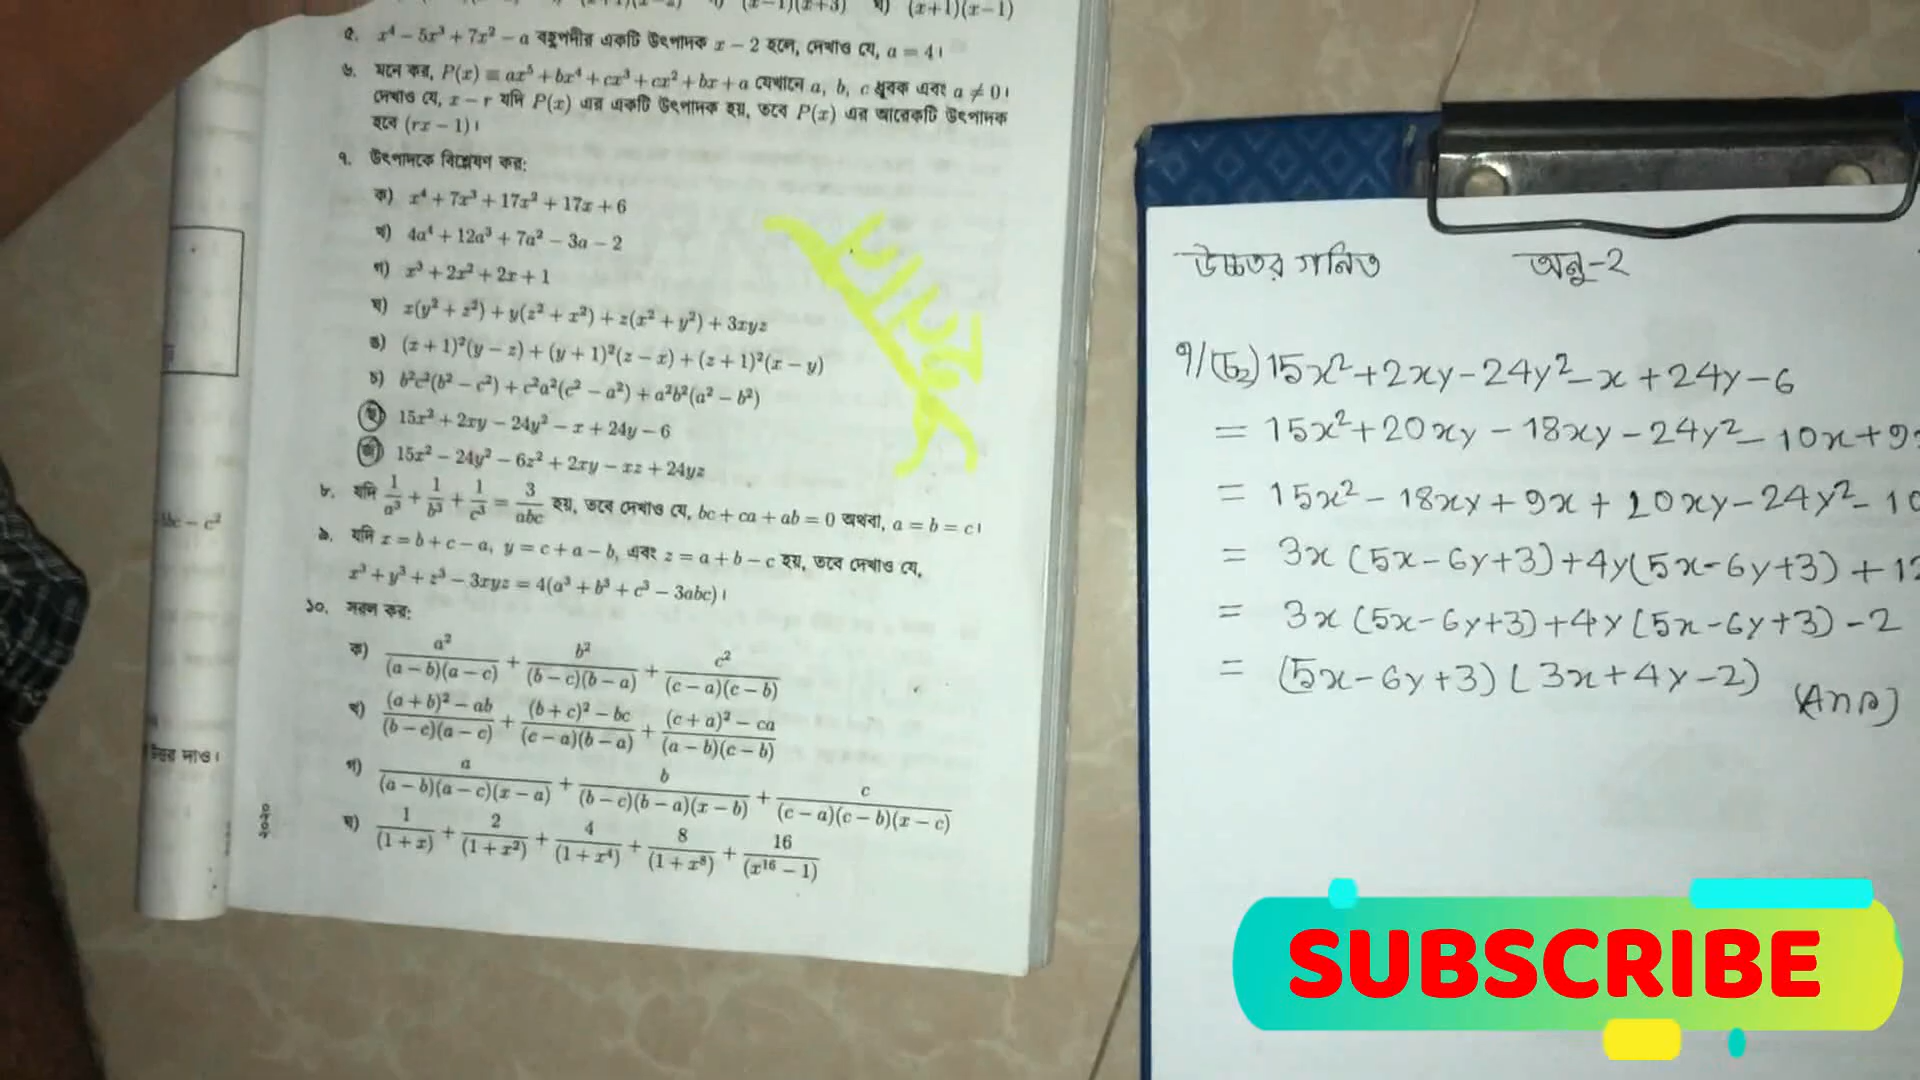 (x−1)(x+3)
(x+1)(x−1)
৫. x⁴ − 5x³ + 7x² − a বহুপদীর একটি উৎপাদক x − 2 হলে, দেখাও যে, a = 4।
৬. মনে কর, P(x) = ax⁵ + bx⁴ + cx³ + cx² + bx + a যেখানে a, b, c ধ্রুবক এবং a ≠ 0।
দেখাও যে, x − r যদি P(x) এর একটি উৎপাদক হয়, তবে P(x) এর আরেকটি উৎপাদক
হবে (rx − 1)।
৭. উৎপাদকে বিশ্লেষণ কর:
ক) x⁴ + 7x³ + 17x² + 17x + 6
খ) 4a⁴ + 12a³ + 7a² − 3a − 2
গ) x³ + 2x² + 2x + 1
ঘ) x(y² + z²) + y(z² + x²) + z(x² + y²) + 3xyz
ঙ) (x + 1)²(y − z) + (y + 1)²(z − x) + (z + 1)²(x − y)
চ) b²c²(b² − c²) + c²a²(c² − a²) + a²b²(a² − b²)
ছ) 15x² + 2xy − 24y² − x + 24y − 6
জ) 15x² − 24y² − 6z² + 2xy − xz + 24yz
৮. যদি 1/a³ + 1/b³ + 1/c³ = 3/abc হয়, তবে দেখাও যে, bc + ca + ab = 0 অথবা, a = b = c।
৯. যদি x = b + c − a, y = c + a − b, এবং z = a + b − c হয়, তবে দেখাও যে,
x³ + y³ + z³ − 3xyz = 4(a³ + b³ + c³ − 3abc)।
১০. সরল কর:
ক) a²/(a − b)(a − c) + b²/(b − c)(b − a) + c²/(c − a)(c − b)
খ) (a + b)² − ab/(b − c)(a − c) + (b + c)² − bc/(c − a)(b − a) + (c + a)² − ca/(a − b)(c − b)
গ) a/(a − b)(a − c)(x − a) + b/(b − c)(b − a)(x − b) + c/(c − a)(c − b)(x − c)
ঘ) 1/(1 + x) + 2/(1 + x²) + 4/(1 + x⁴) + 8/(1 + x⁸) + 16/(x¹⁶ − 1)
bc − c²
উত্তর দাও।
উচ্চতর গনিত অনু-২
৭/(ছ) 15x²+2xy−24y²−x+24y−6
= 15x²+20xy−18xy−24y²−10x+9
= 15x²−18xy+9x+20xy−24y²−10
= 3x(5x−6y+3)+4y(5x−6y+3)+12
= 3x(5x−6y+3)+4y(5x−6y+3)−2
= (5x−6y+3)(3x+4y−2) (Ans)
SUBSCRIBE